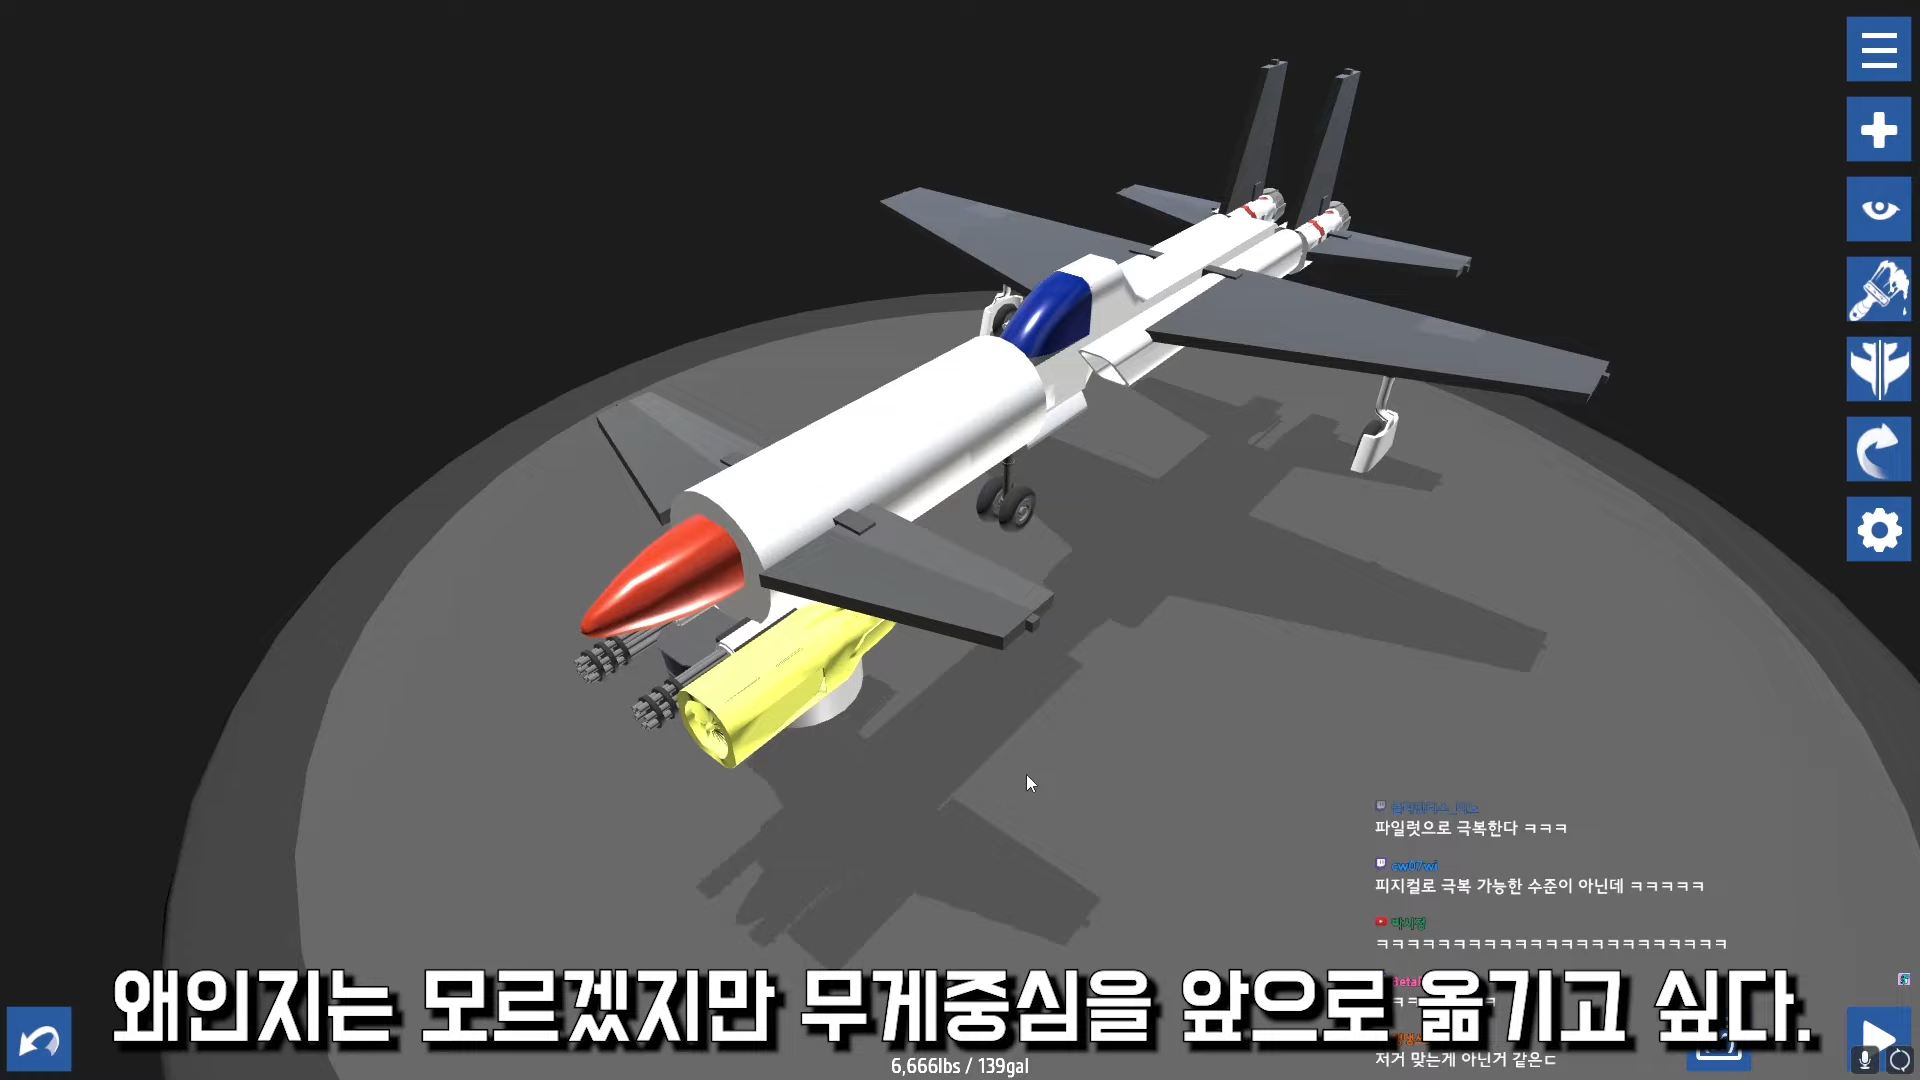 파일럿으로 극복한다 ㅋㅋㅋ
cw07wi
피지컬로 극복 가능한 수준이 아닌데 ㅋㅋㅋㅋㅋ
ㅋㅋㅋㅋㅋㅋㅋㅋㅋㅋㅋㅋㅋㅋㅋㅋㅋㅋㅋㅋㅋㅋㅋ
왜인지는 모르겠지만 무게중심을 앞으로 옮기고 싶다.
저거 맞는게 아닌거 같은ㄷ
6,666lbs / 139gal